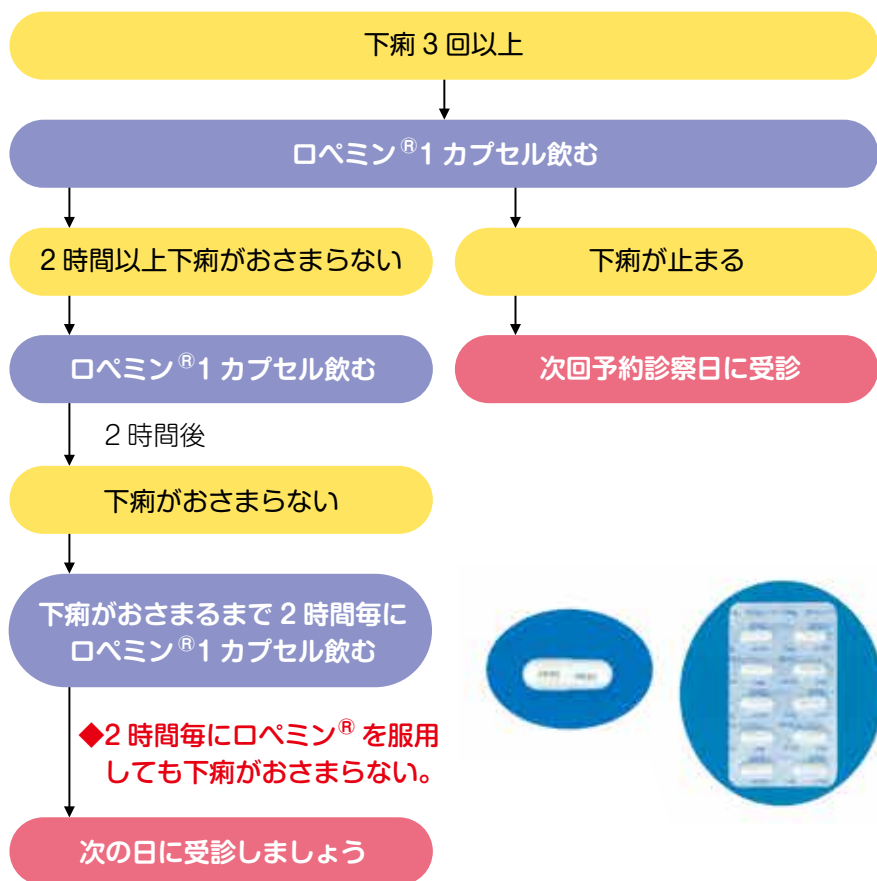 下痢 3 回以上
ロペミン®1 カプセル飲む
2 時間以上下痢がおさまらない
下痢が止まる
ロペミン®1 カプセル飲む
次回予約診察日に受診
2 時間後
下痢がおさまらない
下痢がおさまるまで 2 時間毎に
ロペミン®1 カプセル飲む
◆2 時間毎にロペミン® を服用
しても下痢がおさまらない。
次の日に受診しましょう